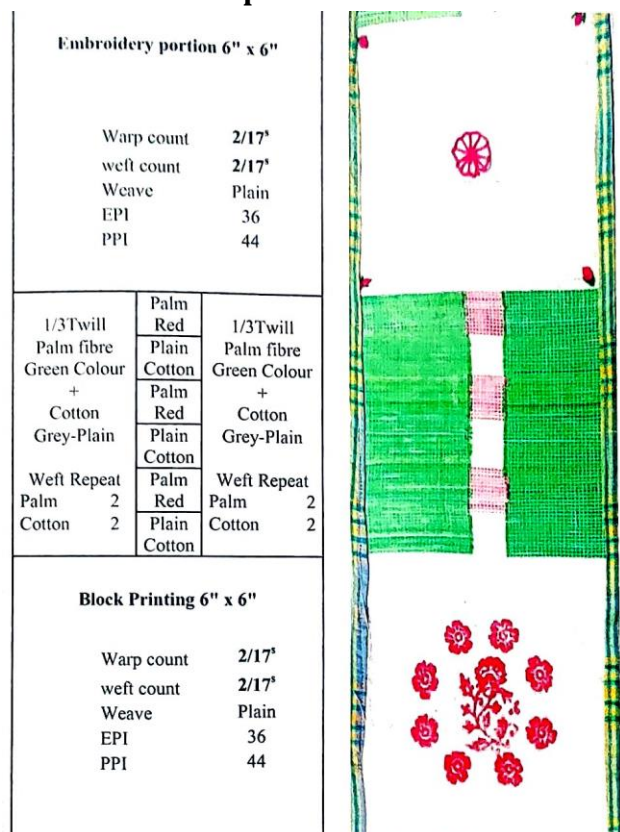 Embroidery portion 6" x 6"
Warp count 2/17ˢ
weft count 2/17ˢ
Weave Plain
EPI 36
PPI 44
1/3Twill
Palm fibre
Green Colour
+
Cotton
Grey-Plain
Weft Repeat
Palm 2
Cotton 2
Palm
Red
Plain
Cotton
Palm
Red
Plain
Cotton
Palm
Red
Plain
Cotton
1/3Twill
Palm fibre
Green Colour
+
Cotton
Grey-Plain
Weft Repeat
Palm 2
Cotton 2
Block Printing 6" x 6"
Warp count 2/17ˢ
weft count 2/17ˢ
Weave Plain
EPI 36
PPI 44